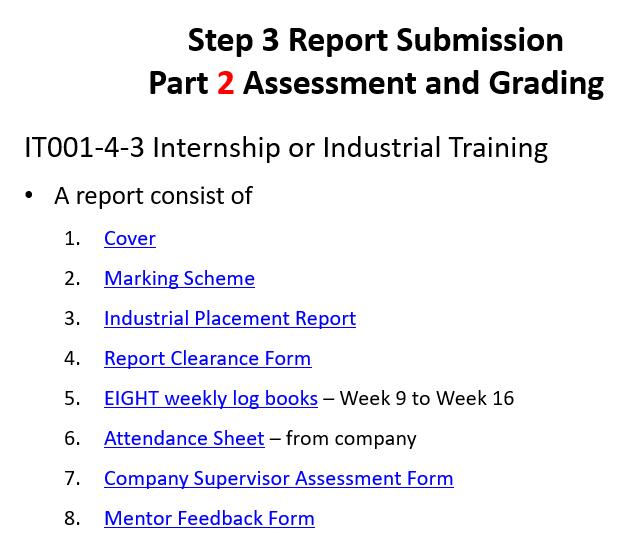 Step 3 Report Submission
Part 2 Assessment and Grading
IT001-4-3 Internship or Industrial Training
• A report consist of
1. Cover
2. Marking Scheme
3. Industrial Placement Report
4. Report Clearance Form
5. EIGHT weekly log books – Week 9 to Week 16
6. Attendance Sheet – from company
7. Company Supervisor Assessment Form
8. Mentor Feedback Form